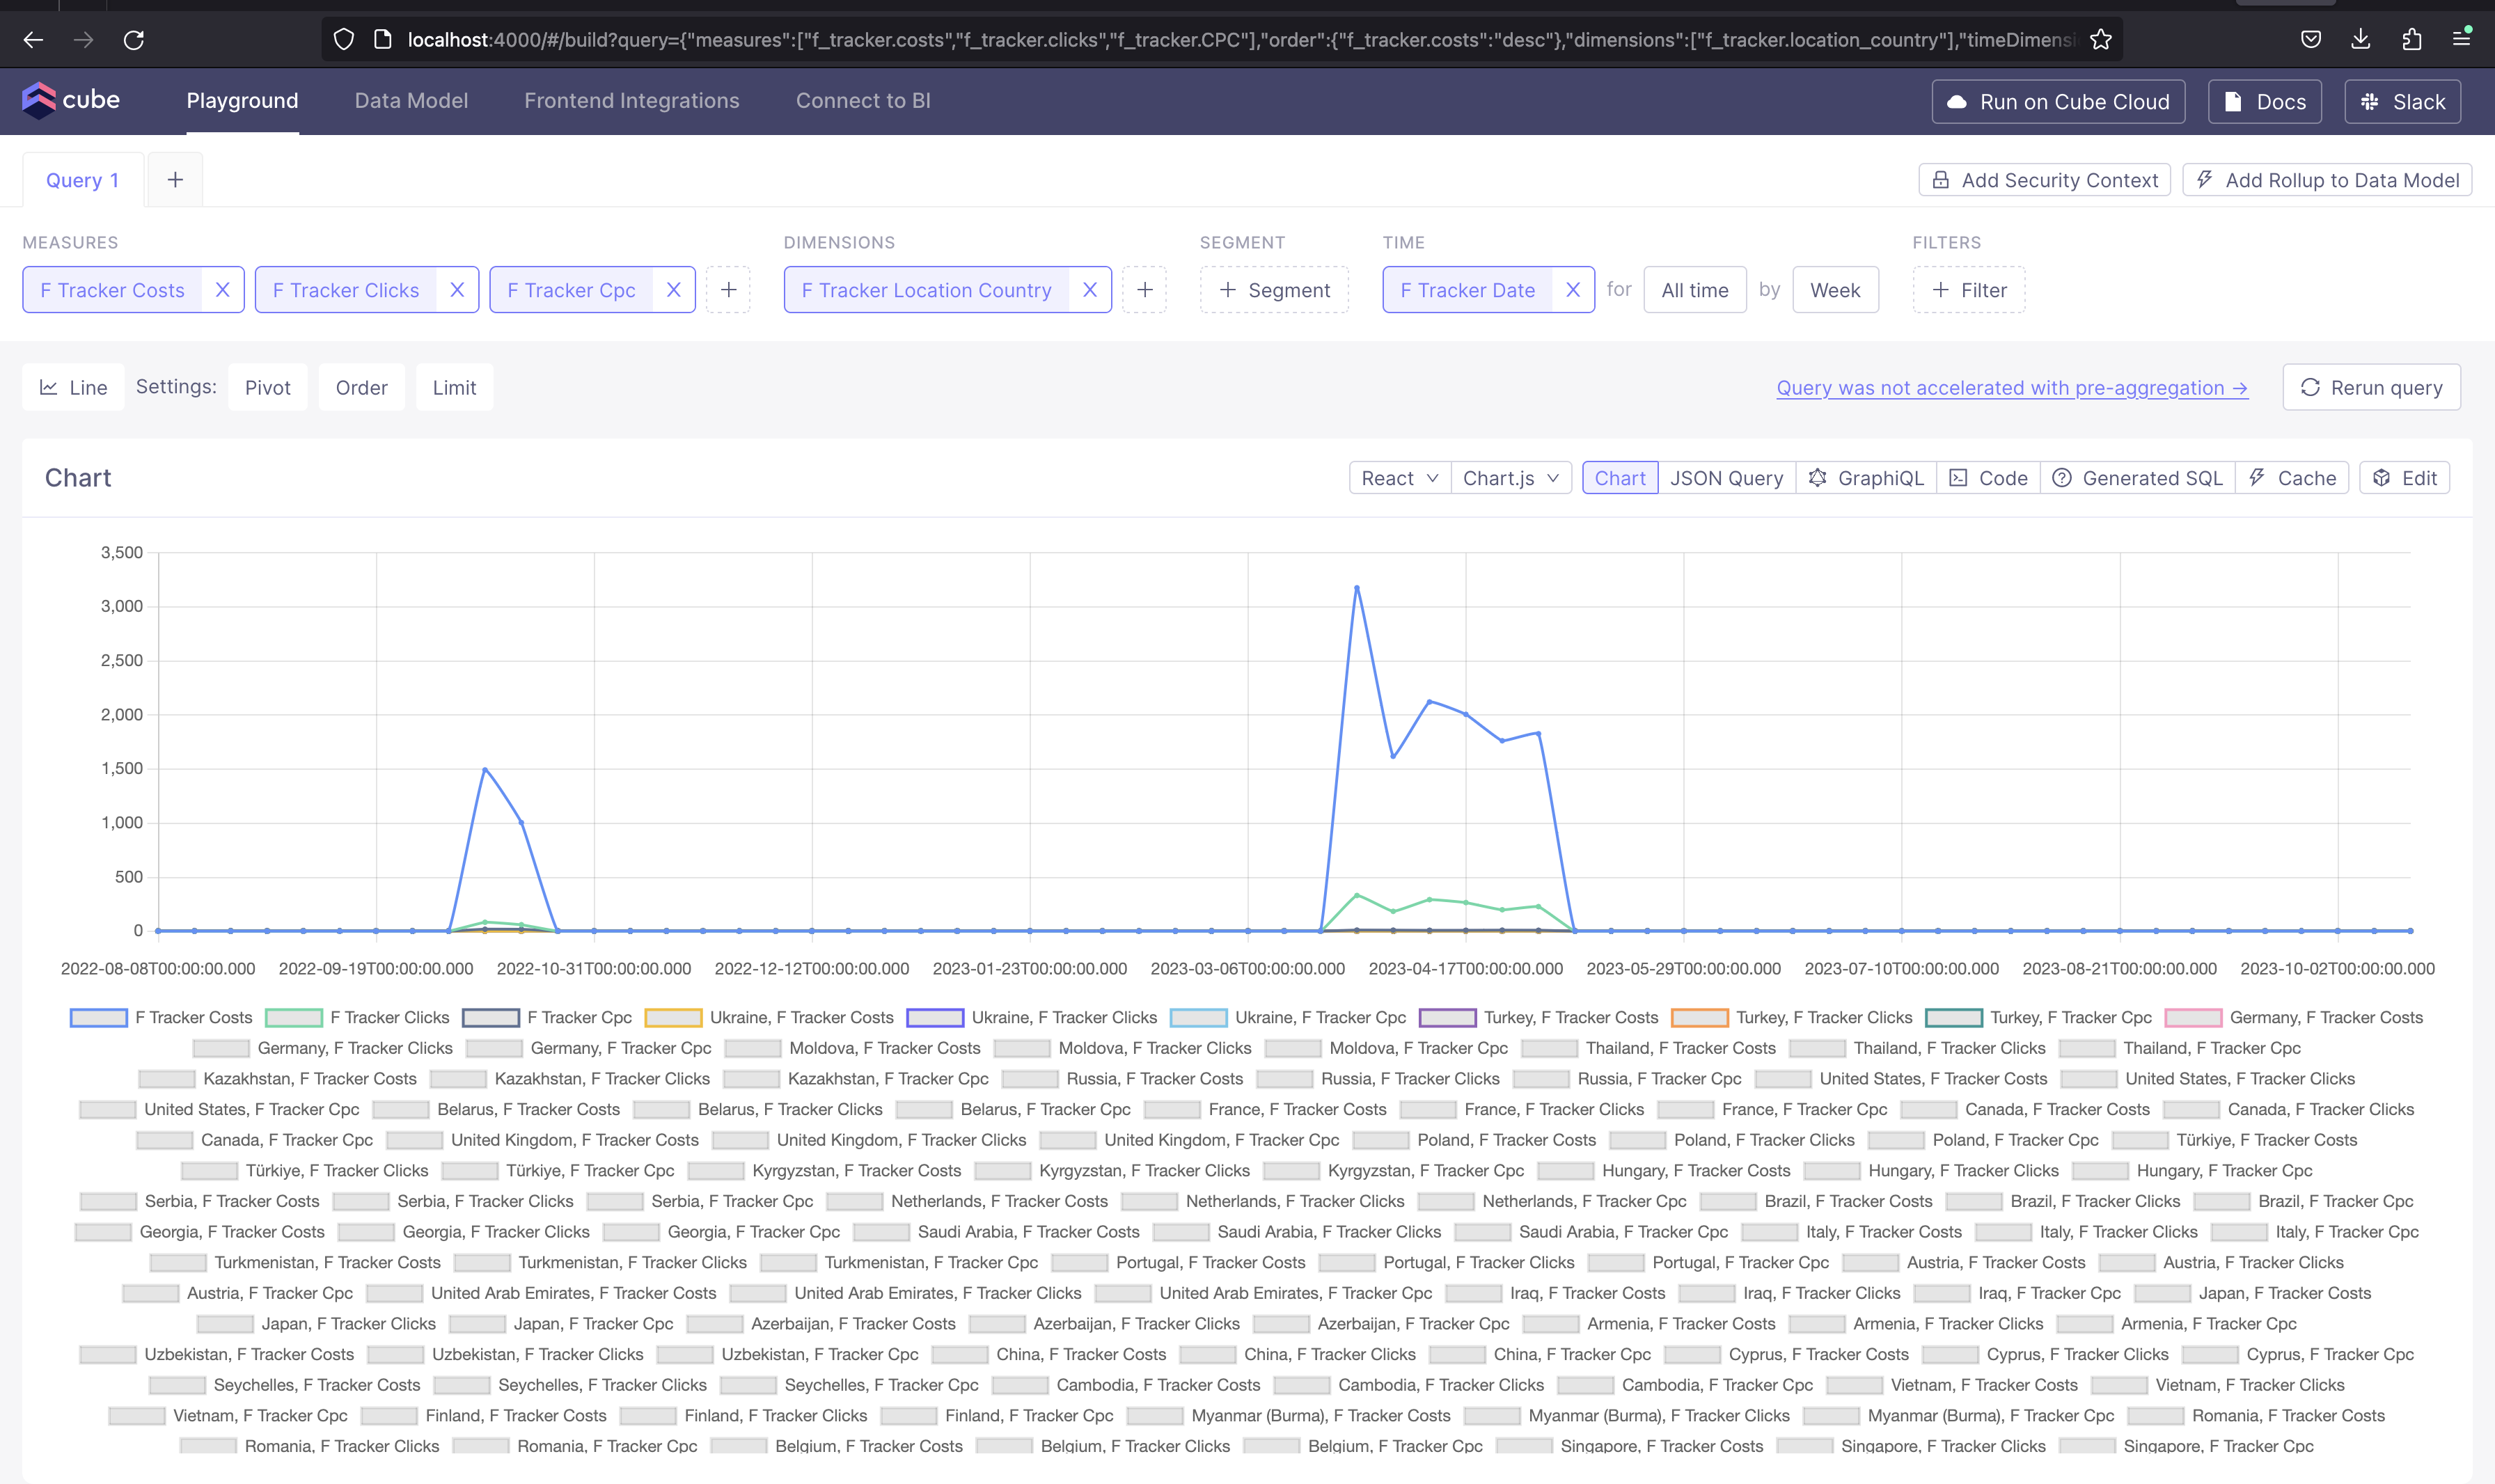 localhost:4000/#/build?query={"measures":["f_tracker.costs","f_tracker.clicks","f_tracker.CPC"],"order":{"f_tracker.costs":"desc"},"dimensions":["f_tracker.location_country"],"timeDimensi
cube Playground Data Model Frontend Integrations Connect to BI Run on Cube Cloud Docs Slack
Query 1 + Add Security Context Add Rollup to Data Model
MEASURES DIMENSIONS SEGMENT TIME FILTERS
F Tracker Costs X F Tracker Clicks X F Tracker Cpc X + F Tracker Location Country X + + Segment F Tracker Date X for All time by Week + Filter
Line Settings: Pivot Order Limit Query was not accelerated with pre-aggregation → Rerun query
Chart React Chart.js Chart JSON Query GraphiQL Code Generated SQL Cache Edit
3,500
3,000
2,500
2,000
1,500
1,000
500
0
2022-08-08T00:00:00.000 2022-09-19T00:00:00.000 2022-10-31T00:00:00.000 2022-12-12T00:00:00.000 2023-01-23T00:00:00.000 2023-03-06T00:00:00.000 2023-04-17T00:00:00.000 2023-05-29T00:00:00.000 2023-07-10T00:00:00.000 2023-08-21T00:00:00.000 2023-10-02T00:00:00.000
F Tracker Costs F Tracker Clicks F Tracker Cpc Ukraine, F Tracker Costs Ukraine, F Tracker Clicks Ukraine, F Tracker Cpc Turkey, F Tracker Costs Turkey, F Tracker Clicks Turkey, F Tracker Cpc Germany, F Tracker Costs
Germany, F Tracker Clicks Germany, F Tracker Cpc Moldova, F Tracker Costs Moldova, F Tracker Clicks Moldova, F Tracker Cpc Thailand, F Tracker Costs Thailand, F Tracker Clicks Thailand, F Tracker Cpc
Kazakhstan, F Tracker Costs Kazakhstan, F Tracker Clicks Kazakhstan, F Tracker Cpc Russia, F Tracker Costs Russia, F Tracker Clicks Russia, F Tracker Cpc United States, F Tracker Costs United States, F Tracker Clicks
United States, F Tracker Cpc Belarus, F Tracker Costs Belarus, F Tracker Clicks Belarus, F Tracker Cpc France, F Tracker Costs France, F Tracker Clicks France, F Tracker Cpc Canada, F Tracker Costs Canada, F Tracker Clicks
Canada, F Tracker Cpc United Kingdom, F Tracker Costs United Kingdom, F Tracker Clicks United Kingdom, F Tracker Cpc Poland, F Tracker Costs Poland, F Tracker Clicks Poland, F Tracker Cpc Türkiye, F Tracker Costs
Türkiye, F Tracker Clicks Türkiye, F Tracker Cpc Kyrgyzstan, F Tracker Costs Kyrgyzstan, F Tracker Clicks Kyrgyzstan, F Tracker Cpc Hungary, F Tracker Costs Hungary, F Tracker Clicks Hungary, F Tracker Cpc
Serbia, F Tracker Costs Serbia, F Tracker Clicks Serbia, F Tracker Cpc Netherlands, F Tracker Costs Netherlands, F Tracker Clicks Netherlands, F Tracker Cpc Brazil, F Tracker Costs Brazil, F Tracker Clicks Brazil, F Tracker Cpc
Georgia, F Tracker Costs Georgia, F Tracker Clicks Georgia, F Tracker Cpc Saudi Arabia, F Tracker Costs Saudi Arabia, F Tracker Clicks Saudi Arabia, F Tracker Cpc Italy, F Tracker Costs Italy, F Tracker Clicks Italy, F Tracker Cpc
Turkmenistan, F Tracker Costs Turkmenistan, F Tracker Clicks Turkmenistan, F Tracker Cpc Portugal, F Tracker Costs Portugal, F Tracker Clicks Portugal, F Tracker Cpc Austria, F Tracker Costs Austria, F Tracker Clicks
Austria, F Tracker Cpc United Arab Emirates, F Tracker Costs United Arab Emirates, F Tracker Clicks United Arab Emirates, F Tracker Cpc Iraq, F Tracker Costs Iraq, F Tracker Clicks Iraq, F Tracker Cpc Japan, F Tracker Costs
Japan, F Tracker Clicks Japan, F Tracker Cpc Azerbaijan, F Tracker Costs Azerbaijan, F Tracker Clicks Azerbaijan, F Tracker Cpc Armenia, F Tracker Costs Armenia, F Tracker Clicks Armenia, F Tracker Cpc
Uzbekistan, F Tracker Costs Uzbekistan, F Tracker Clicks Uzbekistan, F Tracker Cpc China, F Tracker Costs China, F Tracker Clicks China, F Tracker Cpc Cyprus, F Tracker Costs Cyprus, F Tracker Clicks Cyprus, F Tracker Cpc
Seychelles, F Tracker Costs Seychelles, F Tracker Clicks Seychelles, F Tracker Cpc Cambodia, F Tracker Costs Cambodia, F Tracker Clicks Cambodia, F Tracker Cpc Vietnam, F Tracker Costs Vietnam, F Tracker Clicks
Vietnam, F Tracker Cpc Finland, F Tracker Costs Finland, F Tracker Clicks Finland, F Tracker Cpc Myanmar (Burma), F Tracker Costs Myanmar (Burma), F Tracker Clicks Myanmar (Burma), F Tracker Cpc Romania, F Tracker Costs
Romania, F Tracker Clicks Romania, F Tracker Cpc Belgium, F Tracker Costs Belgium, F Tracker Clicks Belgium, F Tracker Cpc Singapore, F Tracker Costs Singapore, F Tracker Clicks Singapore, F Tracker Cpc